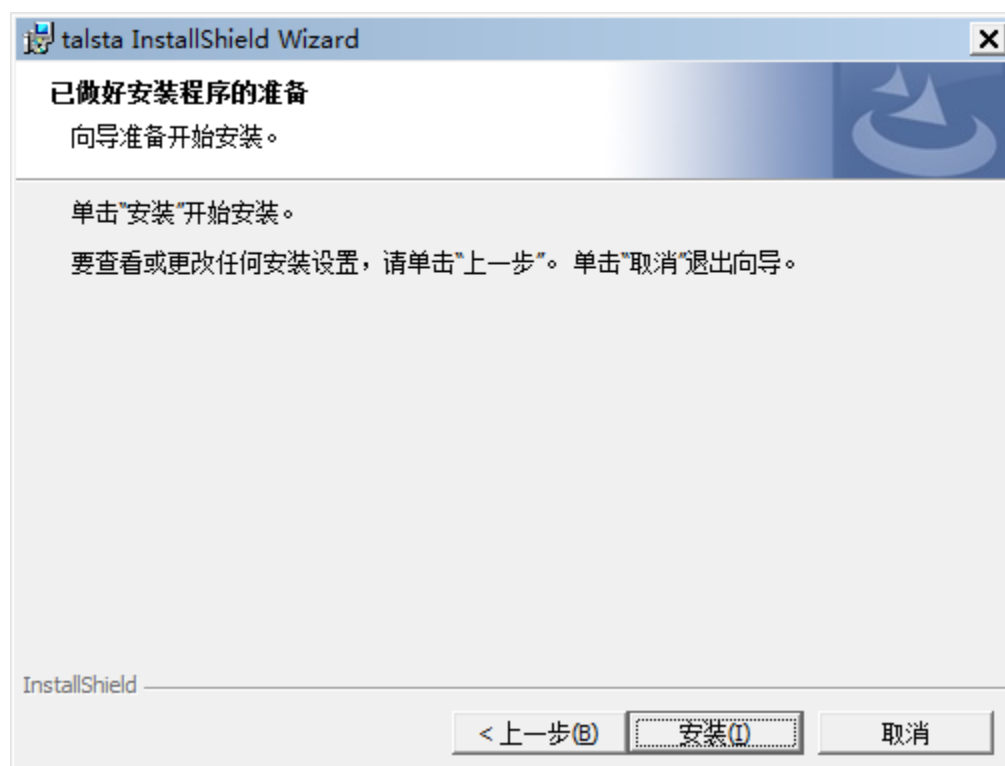 talsta InstallShield Wizard
已做好安装程序的准备
向导准备开始安装。
单击"安装"开始安装。
要查看或更改任何安装设置，请单击"上一步"。 单击"取消"退出向导。
InstallShield
<上一步(B) 安装(I) 取消